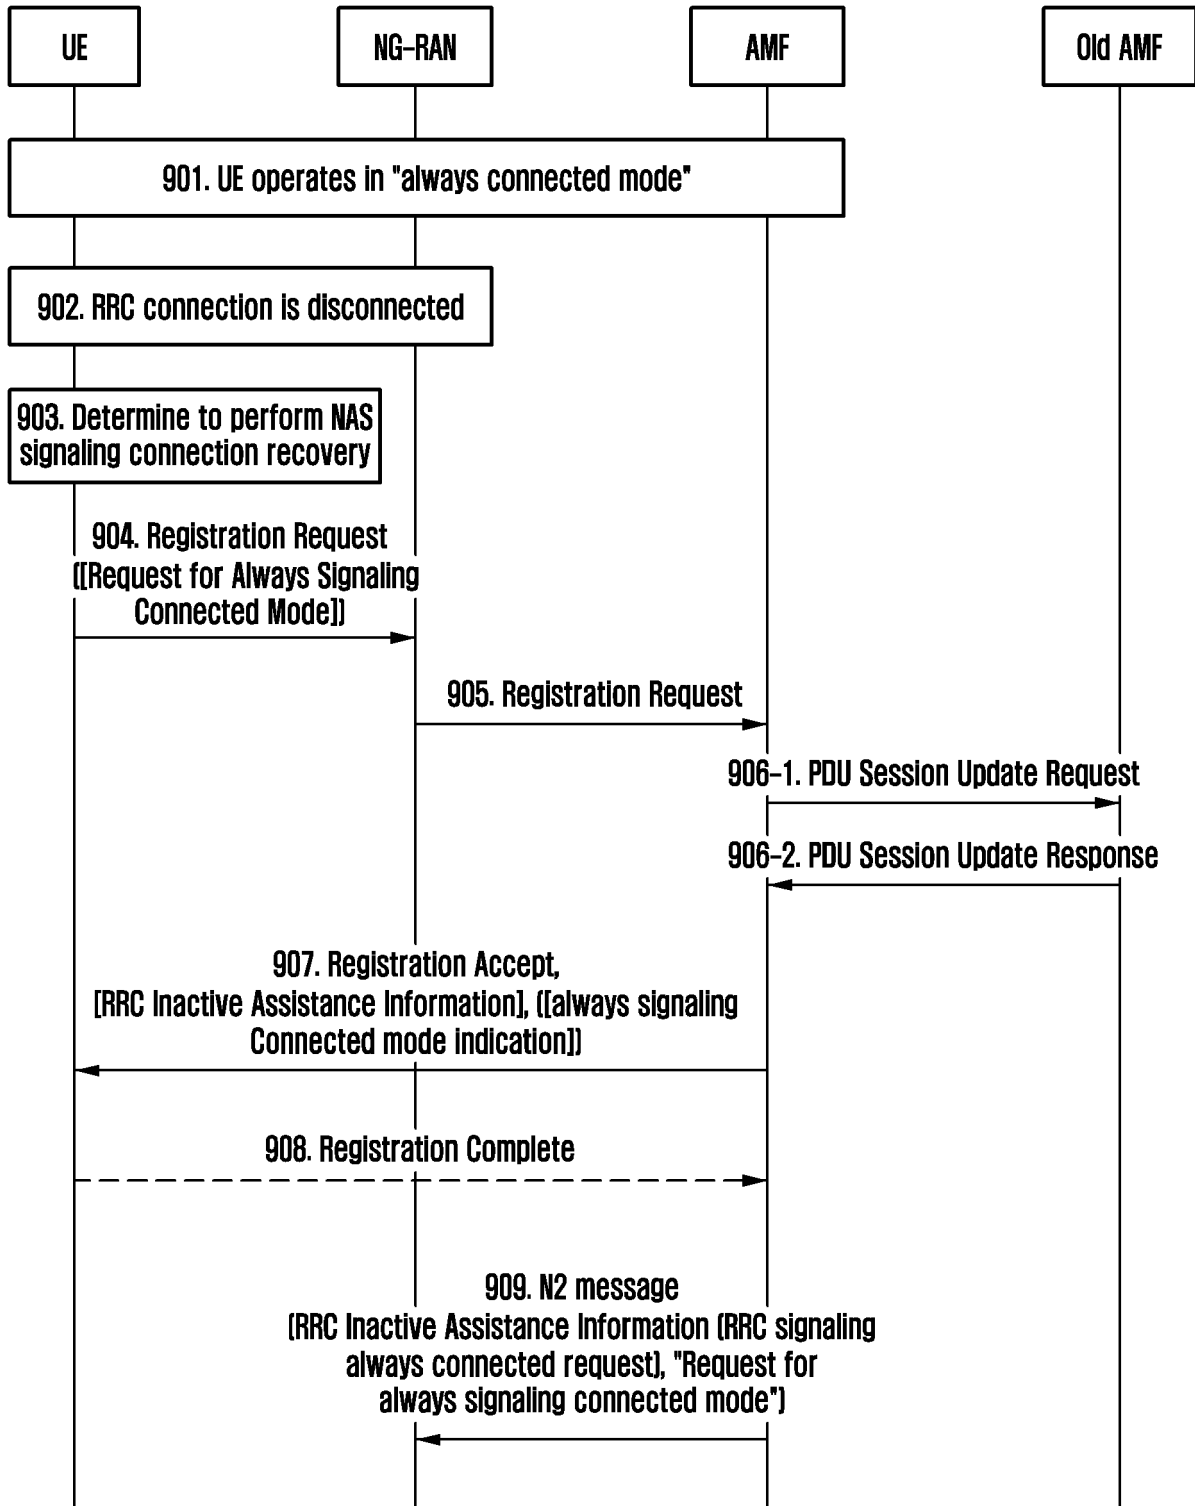 UE
NG-RAN
AMF
Old AMF
901. UE operates in "always connected mode"
902. RRC connection is disconnected
903. Determine to perform NAS
signaling connection recovery
904. Registration Request
([Request for Always Signaling
Connected Mode])
905. Registration Request
906-1. PDU Session Update Request
906-2. PDU Session Update Response
907. Registration Accept,
[RRC Inactive Assistance Information], ([always signaling
Connected mode indication])
908. Registration Complete
909. N2 message
(RRC Inactive Assistance Information (RRC signaling
always connected request), "Request for
always signaling connected mode")